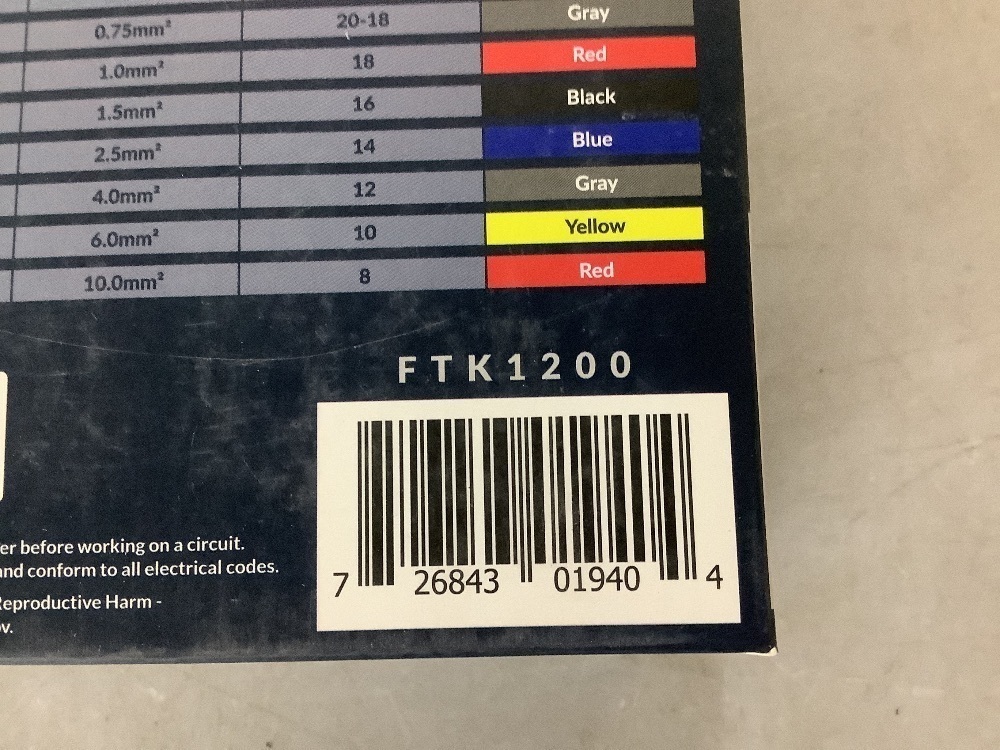 0.75mm² 20-18 Gray
1.0mm² 18 Red
1.5mm² 16 Black
2.5mm² 14 Blue
4.0mm² 12 Gray
6.0mm² 10 Yellow
10.0mm² 8 Red
FTK1200
er before working on a circuit.
nd conform to all electrical codes.
Reproductive Harm -
v.
7 26843 01940 4